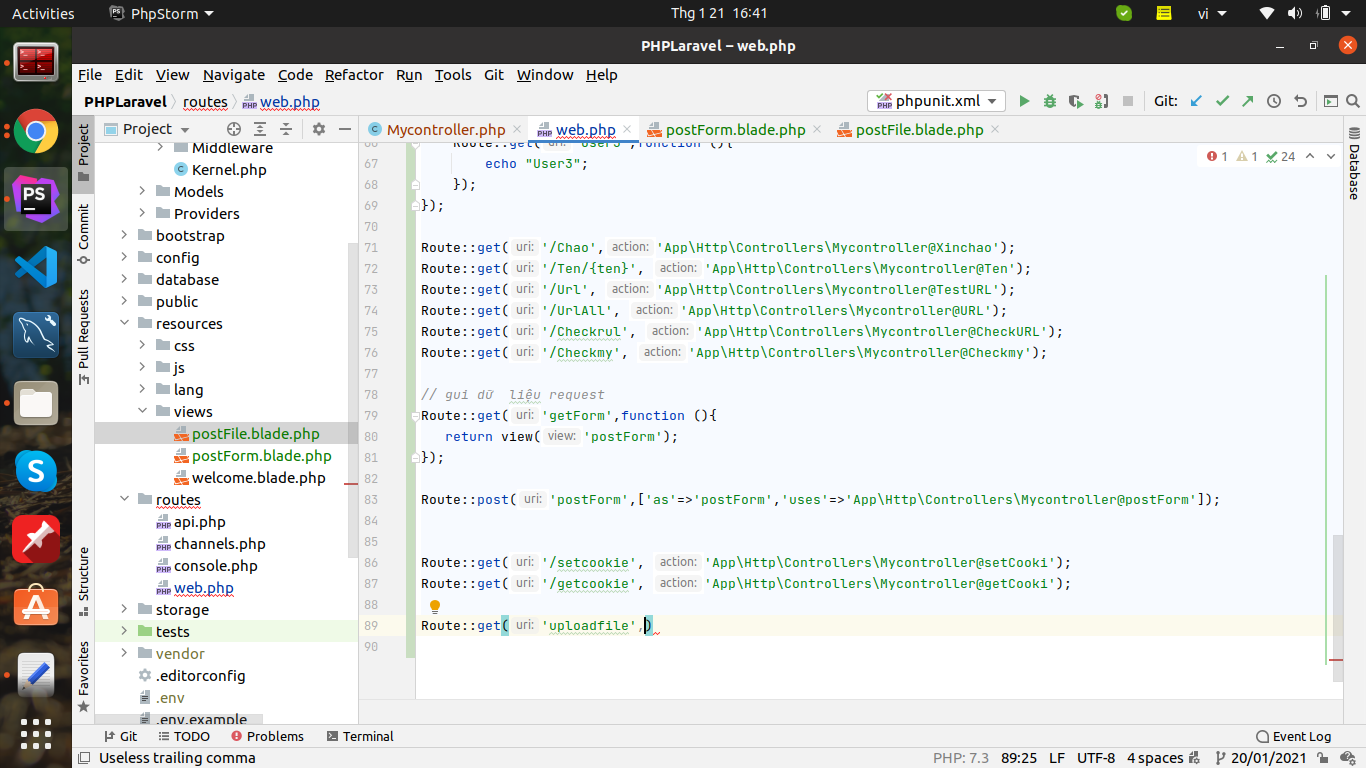 Activities
PhpStorm
Thg 1 21 16:41
vi
PHPLaravel – web.php
File Edit View Navigate Code Refactor Run Tools Git Window Help
PHPLaravel routes web.php
phpunit.xml
Git:
Project
Mycontroller.php
web.php
postForm.blade.php
postFile.blade.php
Project
Commit
Pull Requests
Structure
Favorites
Database
Middleware
Kernel.php
Models
Providers
bootstrap
config
database
public
resources
css
js
lang
views
postFile.blade.php
postForm.blade.php
welcome.blade.php
routes
api.php
channels.php
console.php
web.php
storage
tests
vendor
.editorconfig
.env
.env.example
1 1 24
66 Route::get( uri: 'User3',function (){
67 echo "User3";
68 });
69 });
70
71 Route::get( uri: '/Chao', action: 'App\Http\Controllers\Mycontroller@Xinchao');
72 Route::get( uri: '/Ten/{ten}', action: 'App\Http\Controllers\Mycontroller@Ten');
73 Route::get( uri: '/Url', action: 'App\Http\Controllers\Mycontroller@TestURL');
74 Route::get( uri: '/UrlAll', action: 'App\Http\Controllers\Mycontroller@URL');
75 Route::get( uri: '/Checkrul', action: 'App\Http\Controllers\Mycontroller@CheckURL');
76 Route::get( uri: '/Checkmy', action: 'App\Http\Controllers\Mycontroller@Checkmy');
77
78 // gui dữ liệu request
79 Route::get( uri: 'getForm',function (){
80 return view( view: 'postForm');
81 });
82
83 Route::post( uri: 'postForm',['as'=>'postForm','uses'=>'App\Http\Controllers\Mycontroller@postForm']);
84
85
86 Route::get( uri: '/setcookie', action: 'App\Http\Controllers\Mycontroller@setCooki');
87 Route::get( uri: '/getcookie', action: 'App\Http\Controllers\Mycontroller@getCooki');
88
89 Route::get( uri: 'uploadfile',)
90
Git TODO Problems Terminal
Event Log
Useless trailing comma
PHP: 7.3 89:25 LF UTF-8 4 spaces 20/01/2021